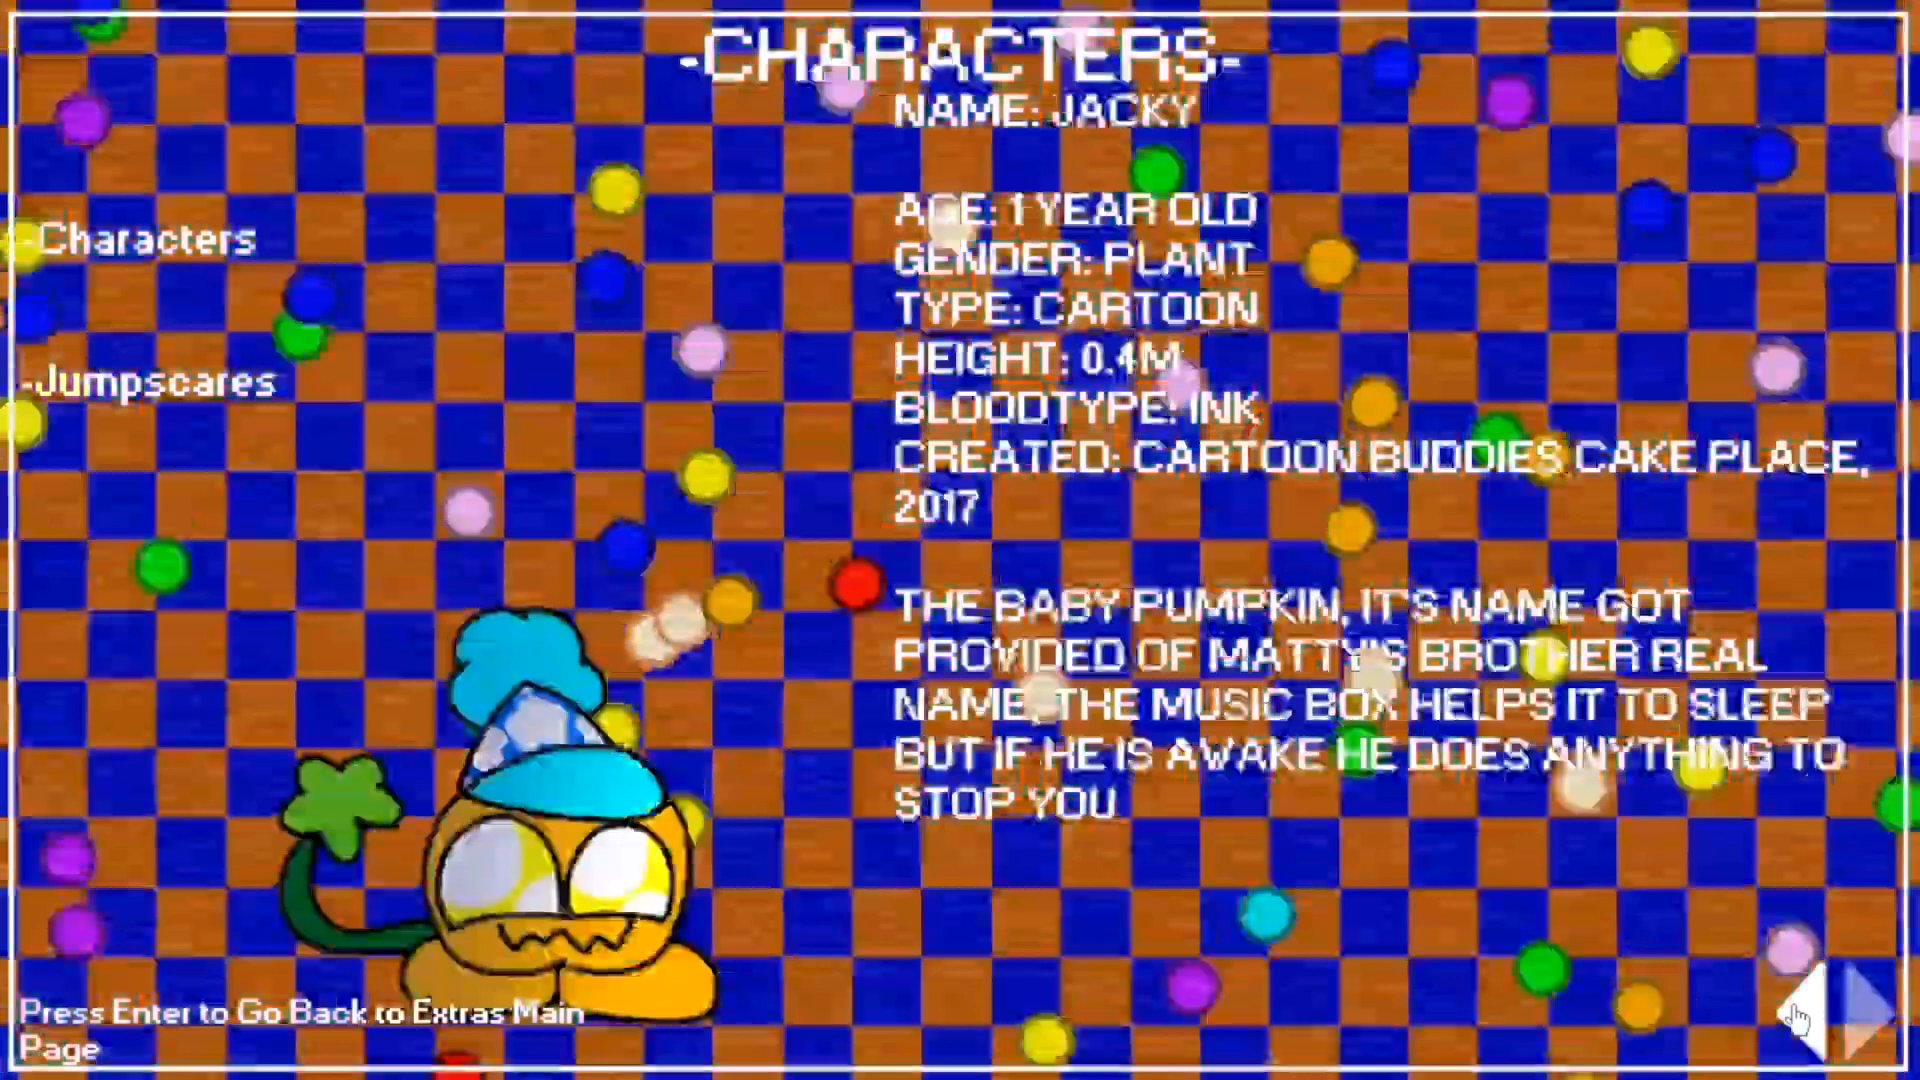 -CHARACTERS-
NAME: JACKY
AGE: 1 YEAR OLD
GENDER: PLANT
-Characters
TYPE: CARTOON
HEIGHT: 0.4M
-Jumpscares
BLOODTYPE: INK
CREATED: CARTOON BUDDIES CAKE PLACE,
2017
THE BABY PUMPKIN, IT'S NAME GOT
PROVIDED OF MATTY'S BROTHER REAL
NAME, THE MUSIC BOX HELPS IT TO SLEEP
BUT IF HE IS AWAKE HE DOES ANYTHING TO
STOP YOU
Press Enter to Go Back to Extras Main
Page